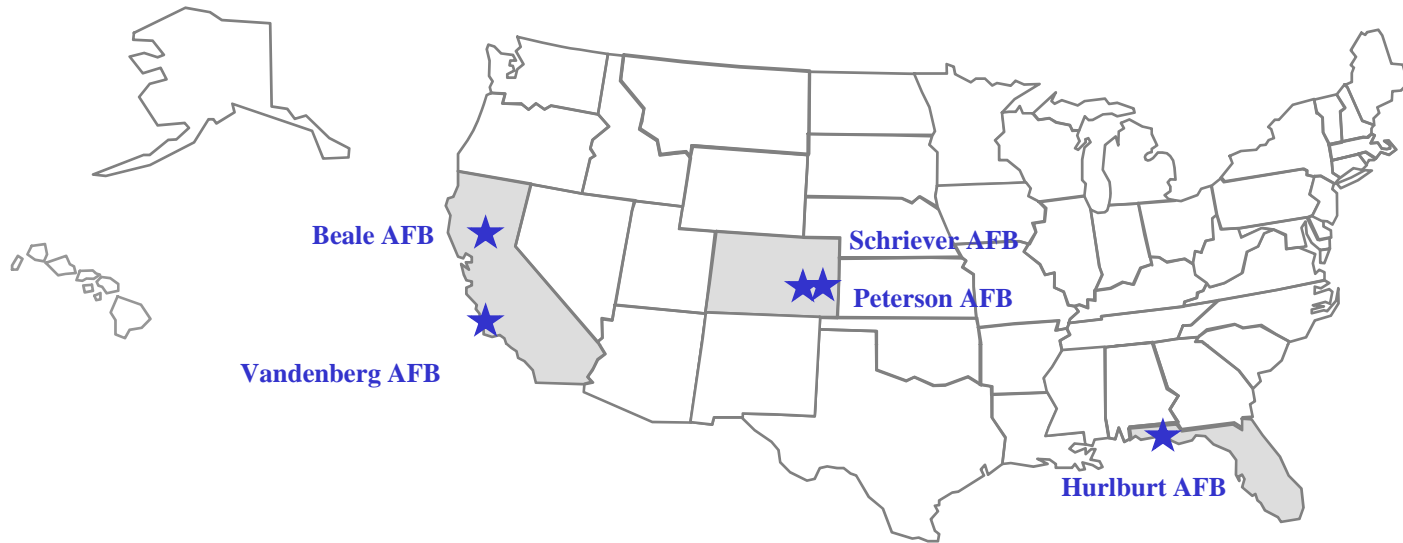 Beale AFB
Schriever AFB
Peterson AFB
Vandenberg AFB
Hurlburt AFB